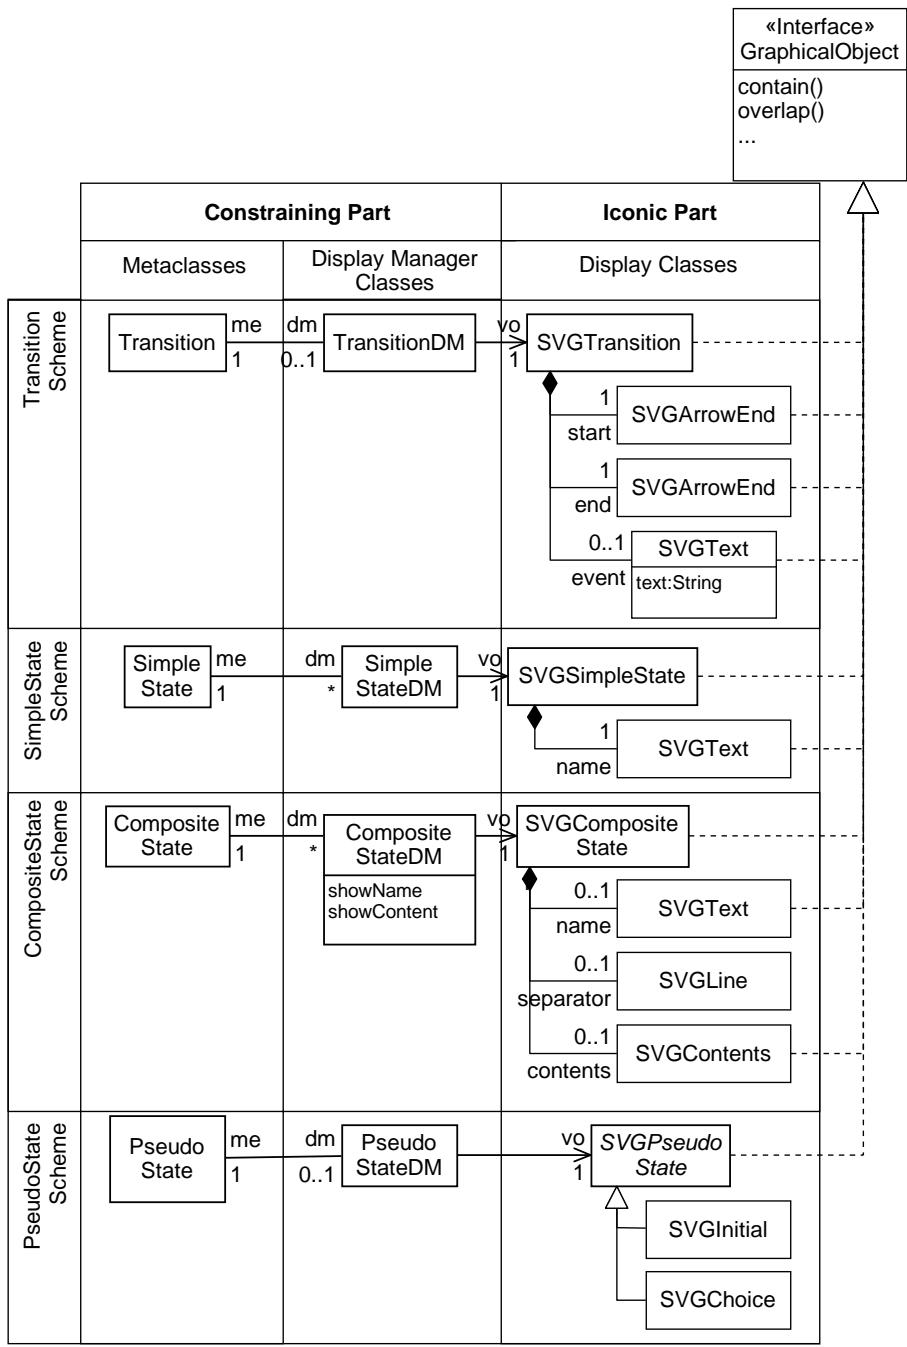 «Interface»
GraphicalObject
contain()
overlap()
...
Constraining Part
Iconic Part
Metaclasses
Display Manager
Classes
Display Classes
Transition
Scheme
Transition
me
1
dm
0..1
TransitionDM
vo
1
SVGTransition
1
start
SVGArrowEnd
1
end
SVGArrowEnd
0..1
event
SVGText
text:String
SimpleState
Scheme
Simple
State
me
1
dm
*
Simple
StateDM
vo
1
SVGSimpleState
1
name
SVGText
CompositeState
Scheme
Composite
State
me
1
dm
*
Composite
StateDM
showName
showContent
vo
1
SVGComposite
State
0..1
name
SVGText
0..1
separator
SVGLine
0..1
contents
SVGContents
PseudoState
Scheme
Pseudo
State
me
1
dm
0..1
Pseudo
StateDM
vo
1
SVGPseudo
State
SVGInitial
SVGChoice